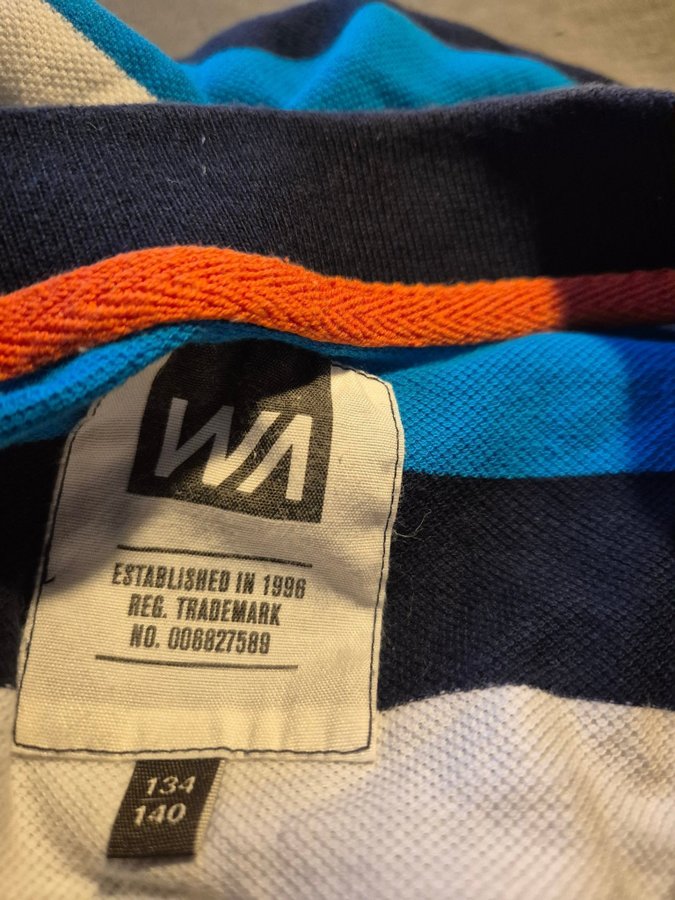 WA
ESTABLISHED IN 1996
REG. TRADEMARK
NO. 006827589
134
140